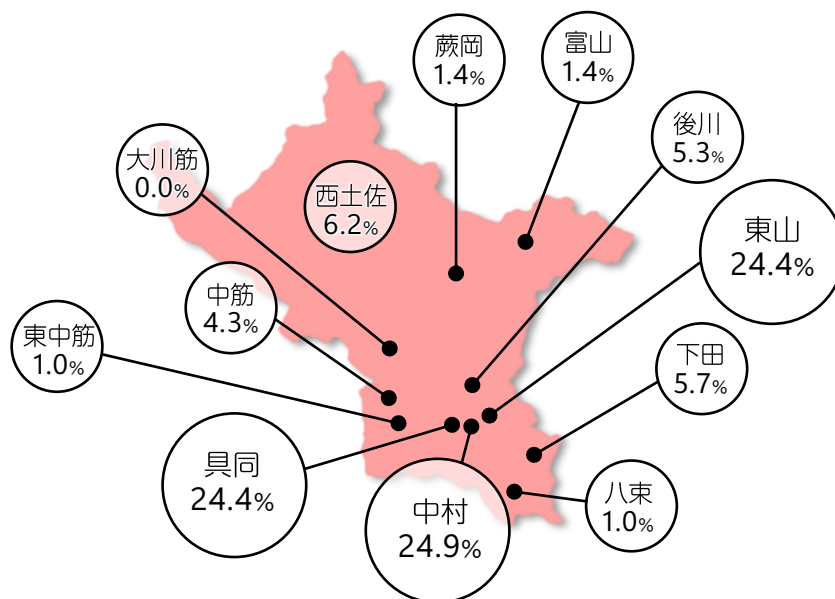 蕨岡
1.4%
富山
1.4%
後川
5.3%
大川筋
0.0%
西土佐
6.2%
東山
24.4%
中筋
4.3%
東中筋
1.0%
下田
5.7%
具同
24.4%
中村
24.9%
八束
1.0%